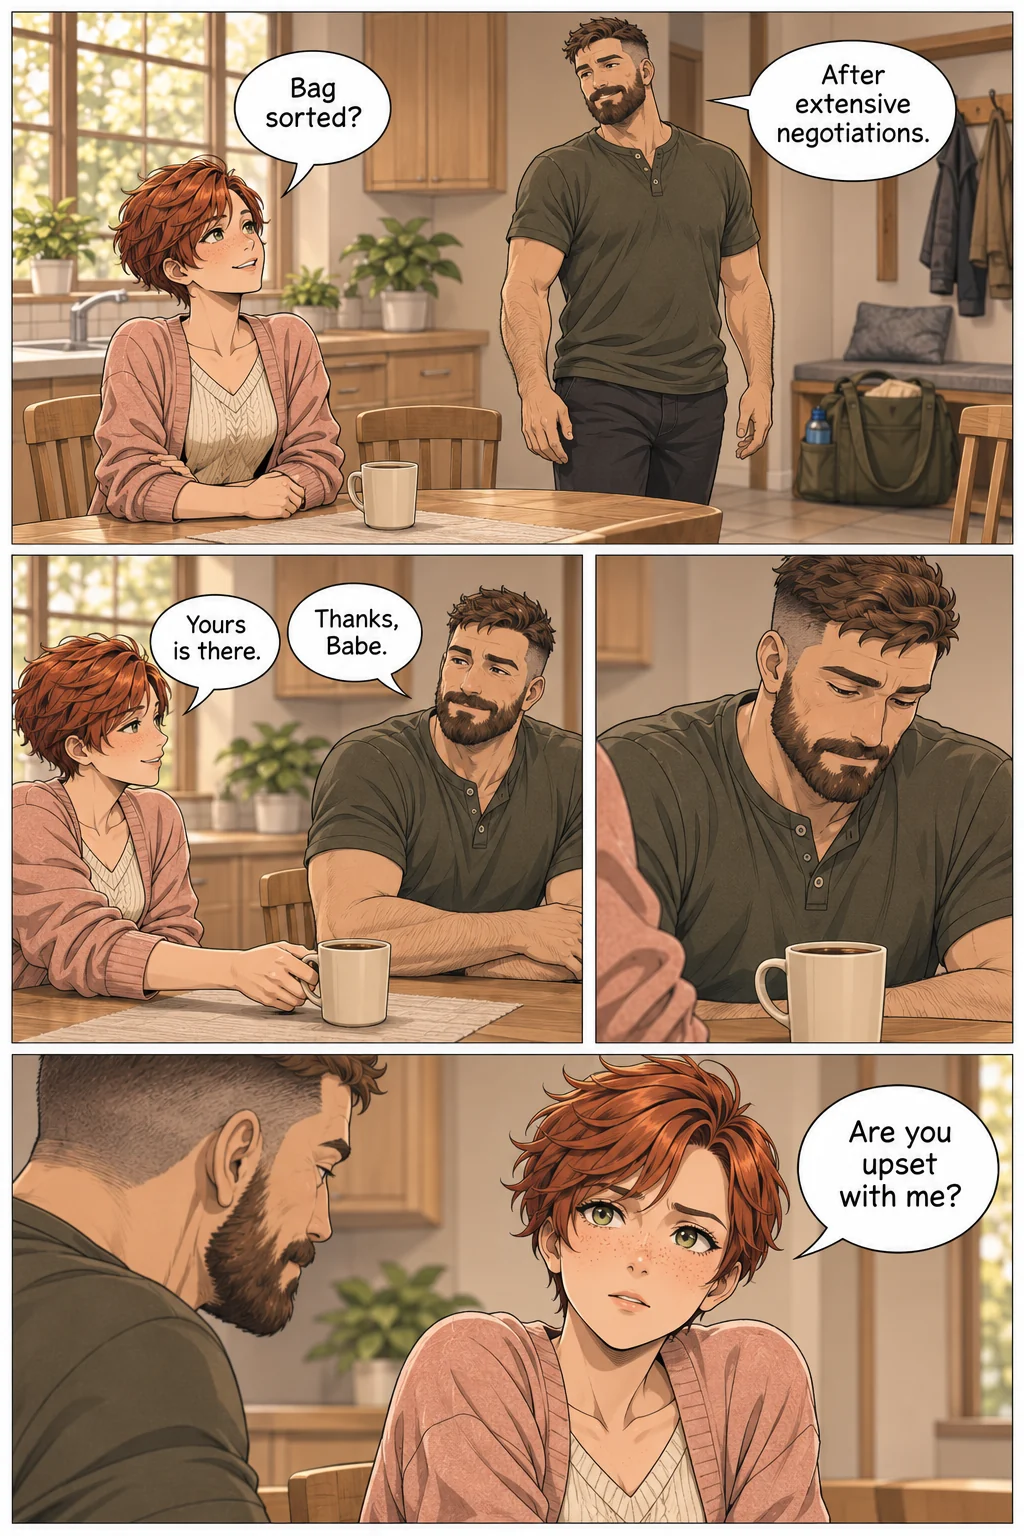 Bag
sorted?
After
extensive
negotiations.
Yours
is there.
Thanks,
Babe.
Are you
upset
with me?